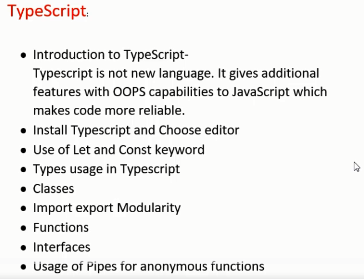 TypeScript:
Introduction to TypeScript-
Typescript is not new language. It gives additional
features with OOPS capabilities to JavaScript which
makes code more reliable.
Install Typescript and Choose editor
Use of Let and Const keyword
Types usage in Typescript
Classes
Import export Modularity
Functions
Interfaces
Usage of Pipes for anonymous functions